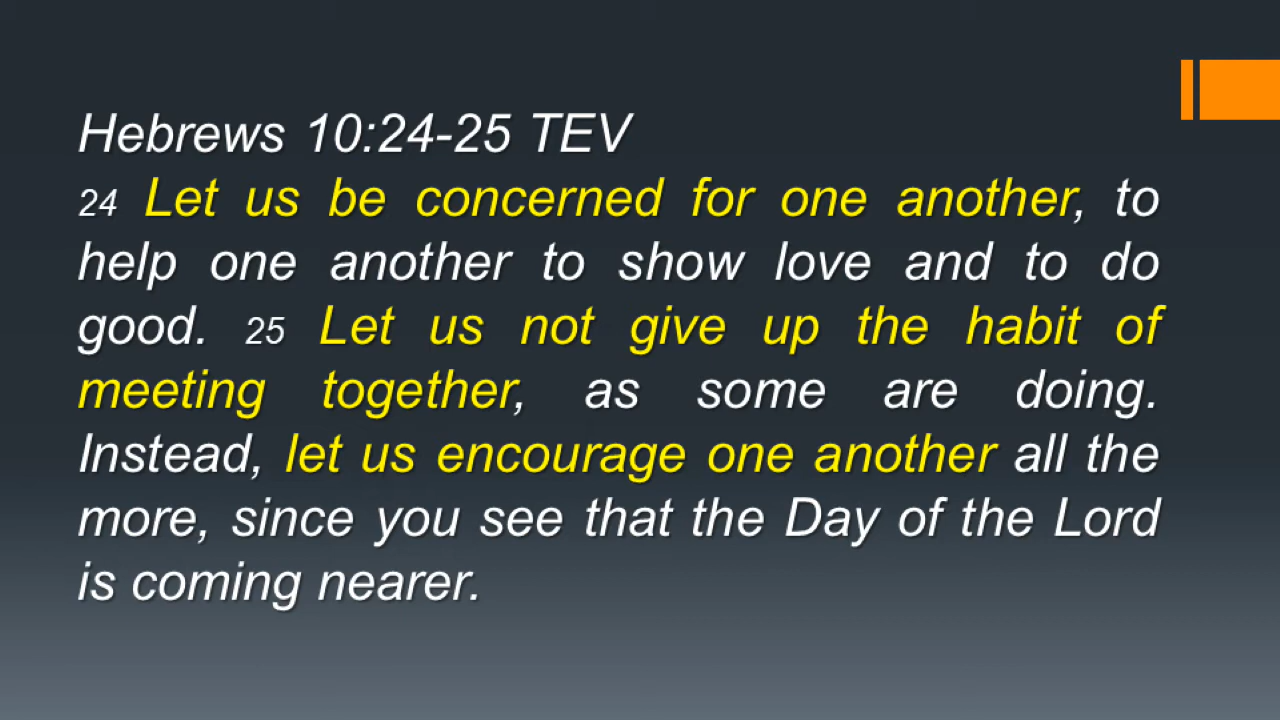 Hebrews 10:24-25 TEV
24 Let us be concerned for one another, to
help one another to show love and to do
good. 25 Let us not give up the habit of
meeting together, as some are doing.
Instead, let us encourage one another all the
more, since you see that the Day of the Lord
is coming nearer.